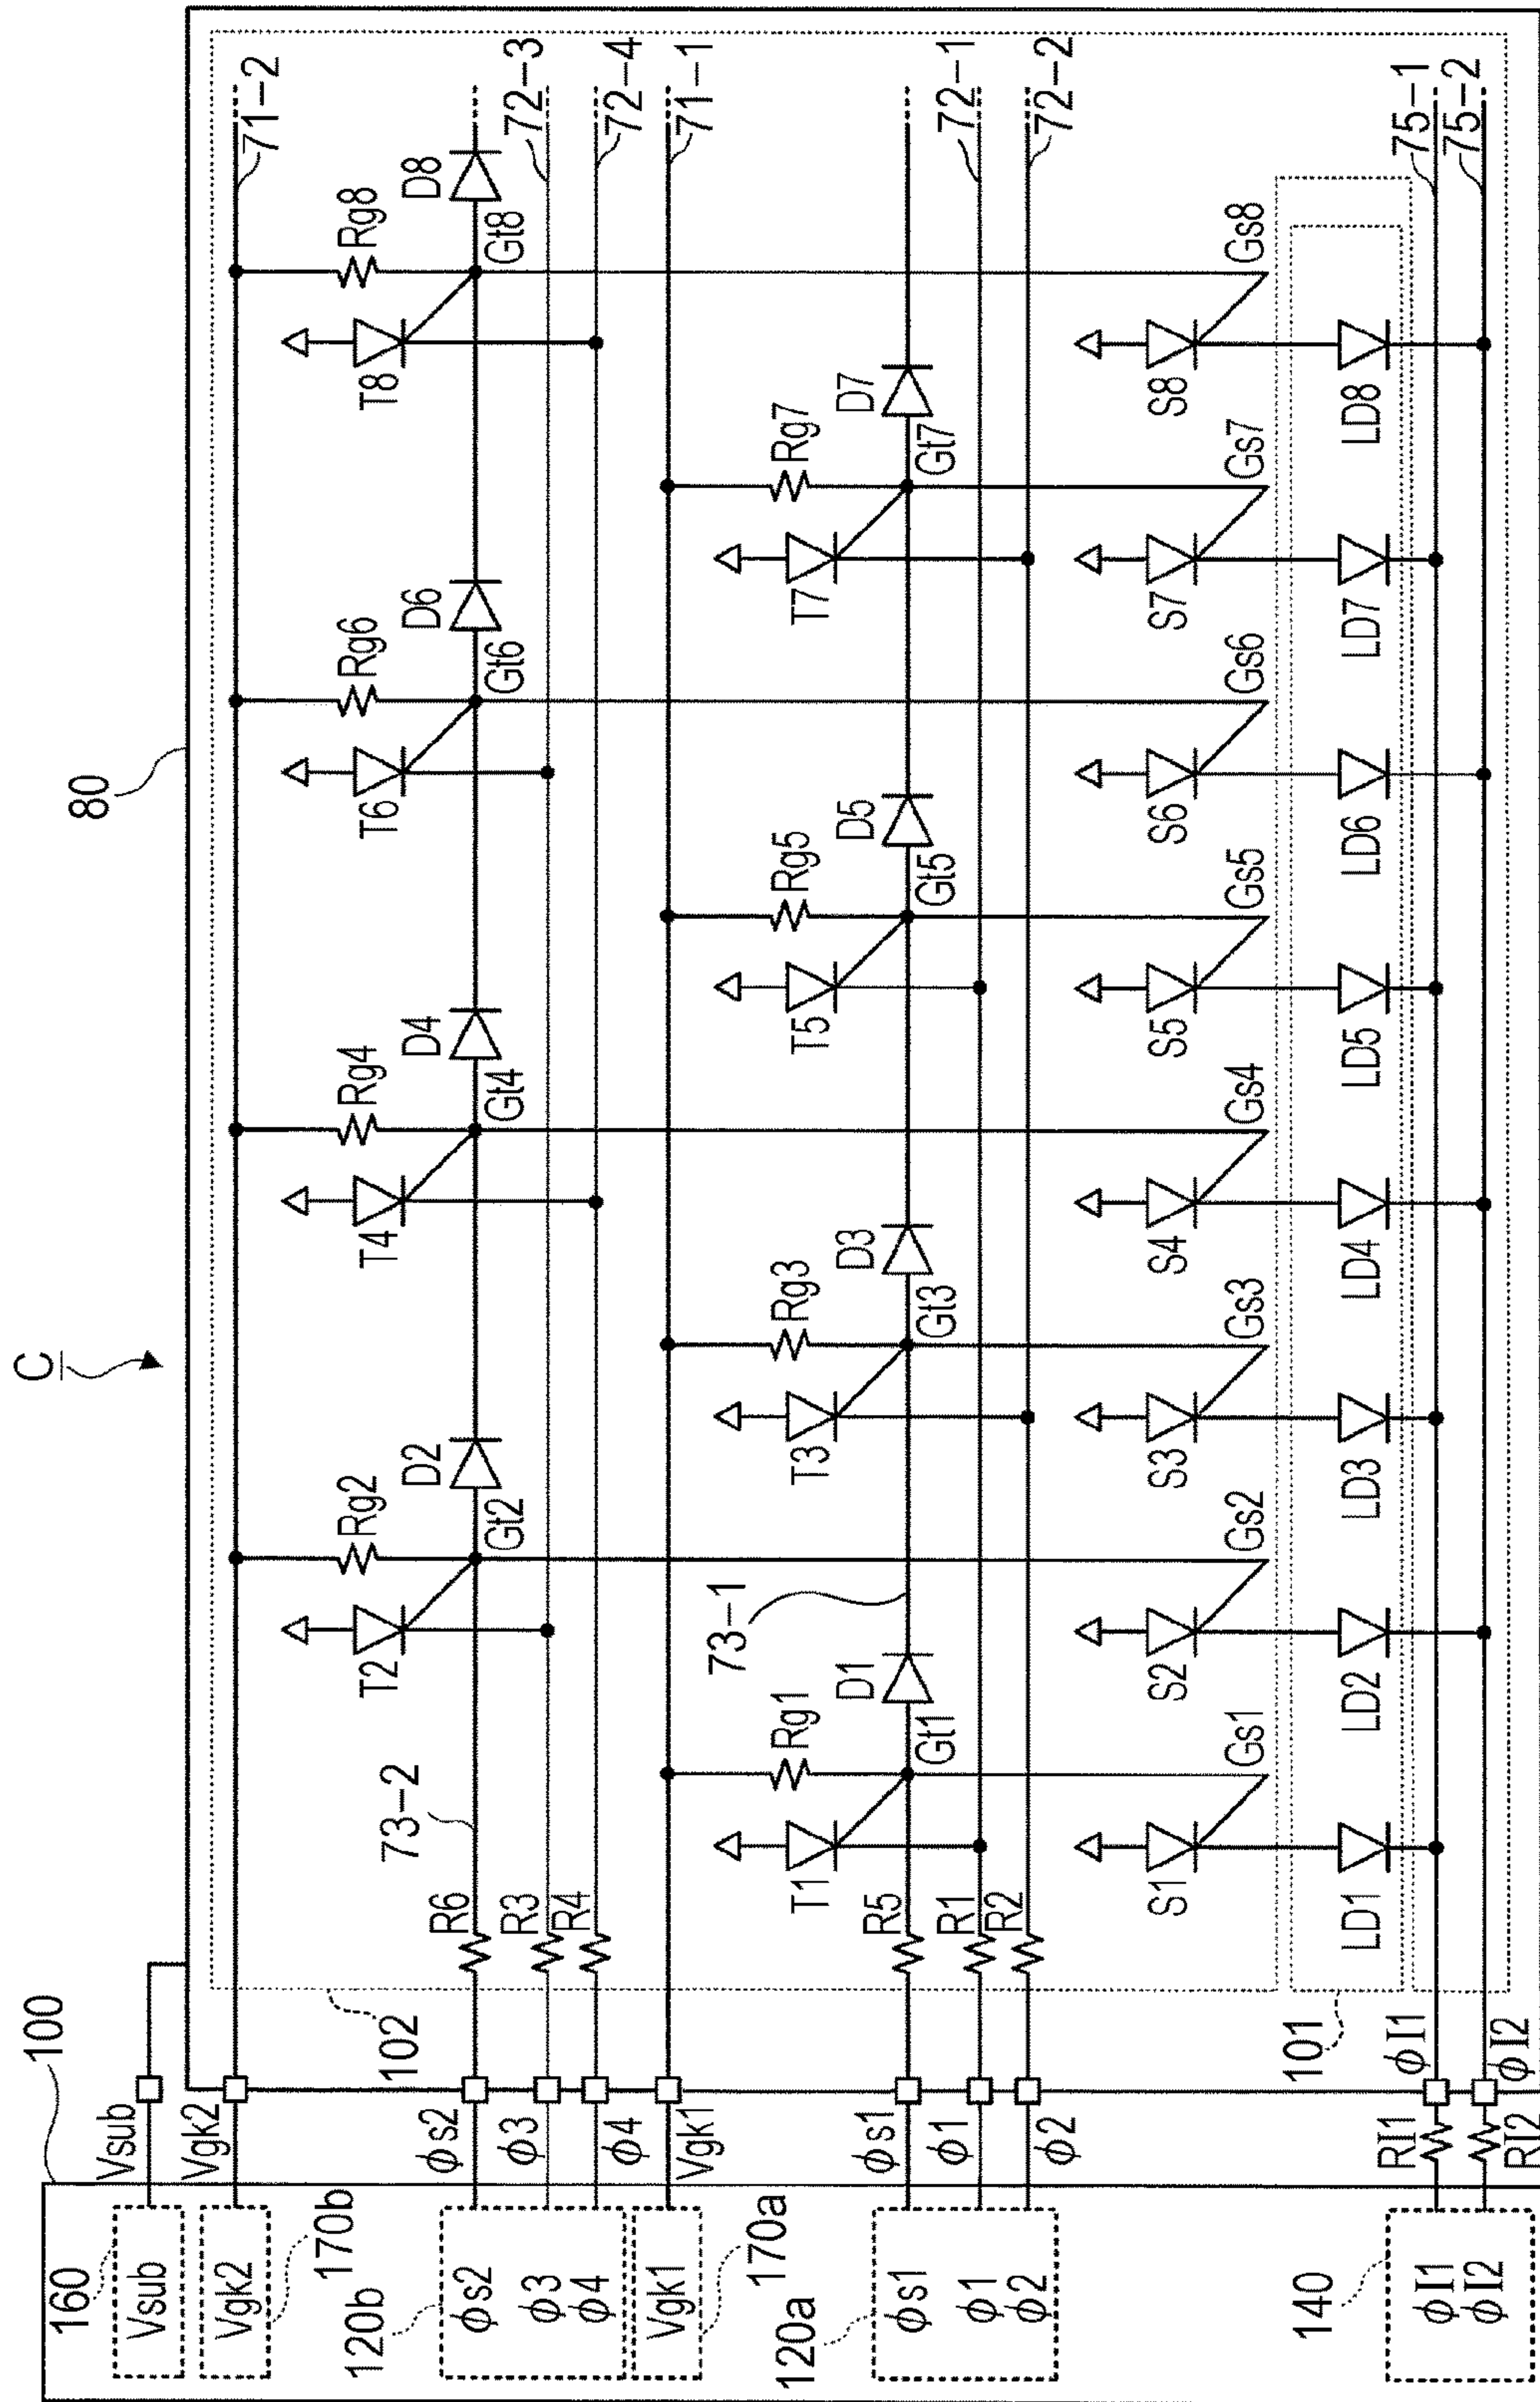 C
80
100
160
Vsub
Vsub
Vgk2
Vgk2
170b
102
71-2
Rg2
Rg4
Rg6
Rg8
T2
T4
T6
T8
73-2
D2
D4
D6
D8
Gt2
Gt4
Gt6
Gt8
120b
ϕs2
ϕs2
R6
ϕ3
ϕ3
R3
72-3
ϕ4
ϕ4
R4
72-4
Vgk1
Vgk1
170a
71-1
Rg1
Rg3
Rg5
Rg7
T1
T3
T5
T7
73-1
D1
D3
D5
D7
Gt1
Gt3
Gt5
Gt7
120a
ϕs1
ϕs1
R5
ϕ1
ϕ1
R1
72-1
ϕ2
ϕ2
R2
72-2
S1
S2
S3
S4
S5
S6
S7
S8
Gs1
Gs2
Gs3
Gs4
Gs5
Gs6
Gs7
Gs8
101
LD1
LD2
LD3
LD4
LD5
LD6
LD7
LD8
140
ϕI1
RI1
ϕI1
75-1
ϕI2
RI2
ϕI2
75-2